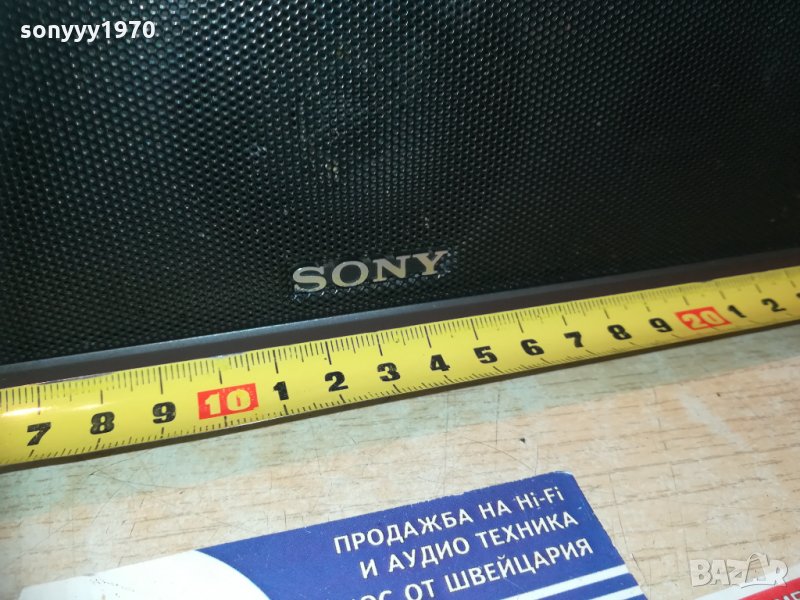 sonyyy1970
SONY
7 8 9 10 1 2 3 4 5 6 7 8 9 20 1 2
ПРОДАЖБА НА Hi-Fi
И АУДИО ТЕХНИКА
ОТ ШВЕЙЦАРИЯ
BAZAR